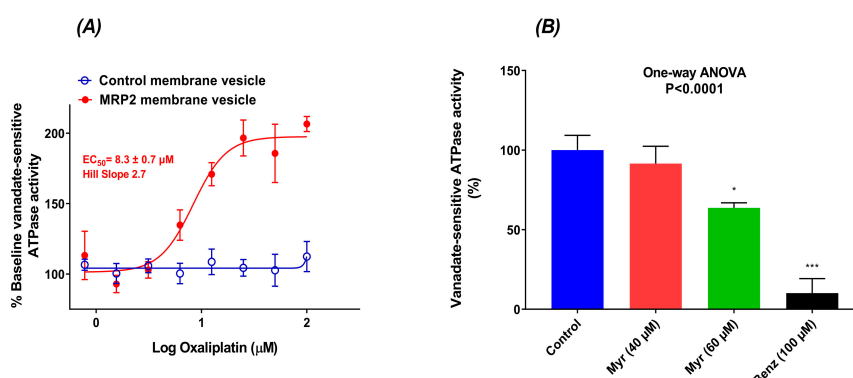 (A)
Control membrane vesicle
MRP2 membrane vesicle
% Baseline vanadate-sensitive
ATPase activity
200
150
100
EC50= 8.3 ± 0.7 µM
Hill Slope 2.7
0
1
2
Log Oxaliplatin (µM)
(B)
Vanadate-sensitive ATPase activity
(%)
150
100
50
0
One-way ANOVA
P<0.0001
*
***
Control
Myr (40 µM)
Myr (60 µM)
Benz (100 µM)